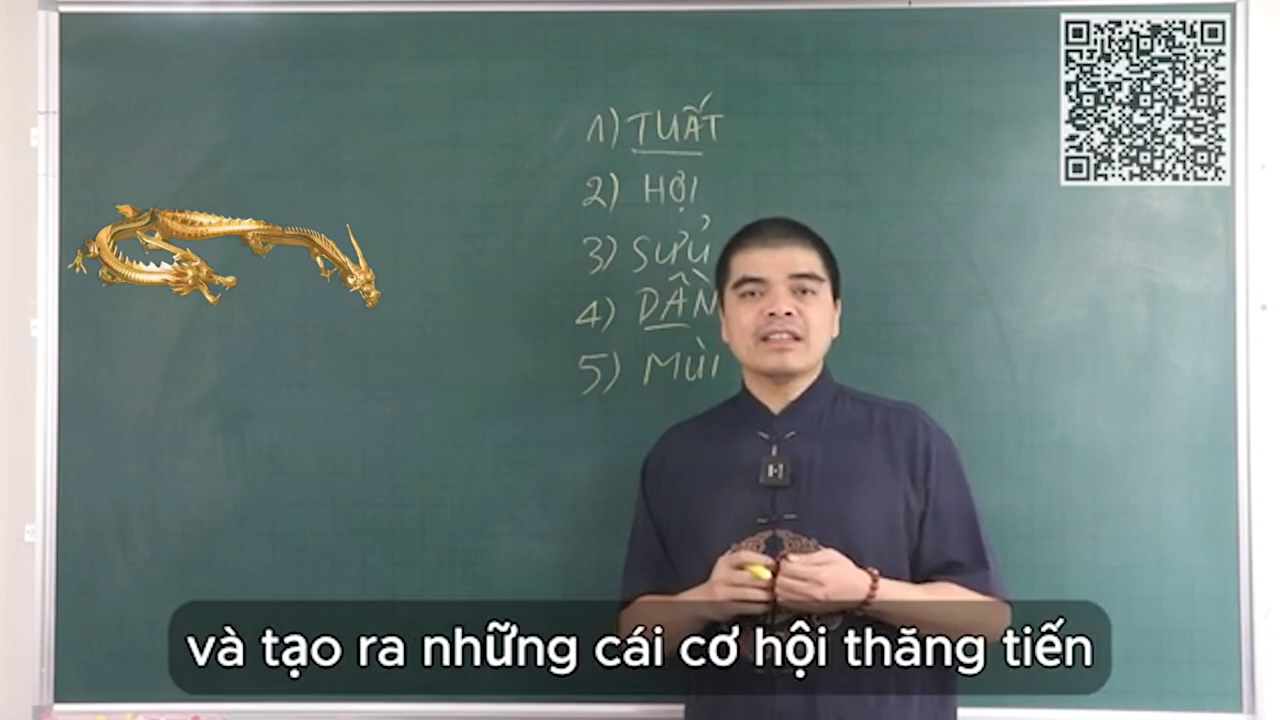 1) TUẤT
2) HỢI
3) SỬU
4) DẦN
5) MÙI
và tạo ra những cái cơ hội thăng tiến